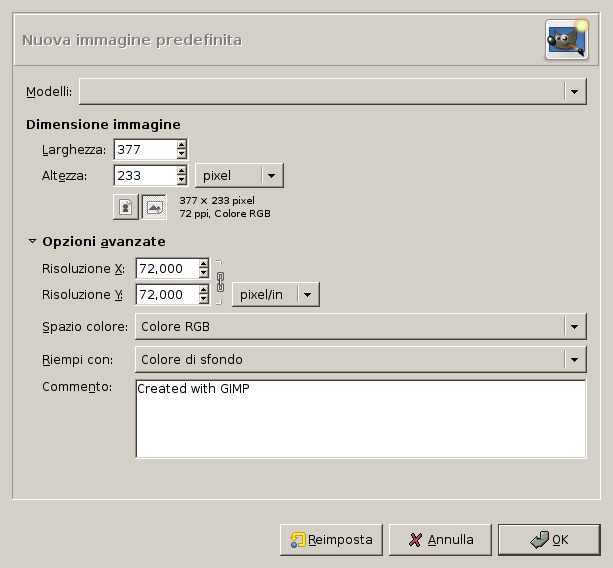 Nuova immagine predefinita
Modelli:
Dimensione immagine
Larghezza: 377
Altezza: 233 pixel
377 × 233 pixel
72 ppi, Colore RGB
Opzioni avanzate
Risoluzione X: 72,000
Risoluzione Y: 72,000 pixel/in
Spazio colore: Colore RGB
Riempi con: Colore di sfondo
Commento: Created with GIMP
Reimposta Annulla OK